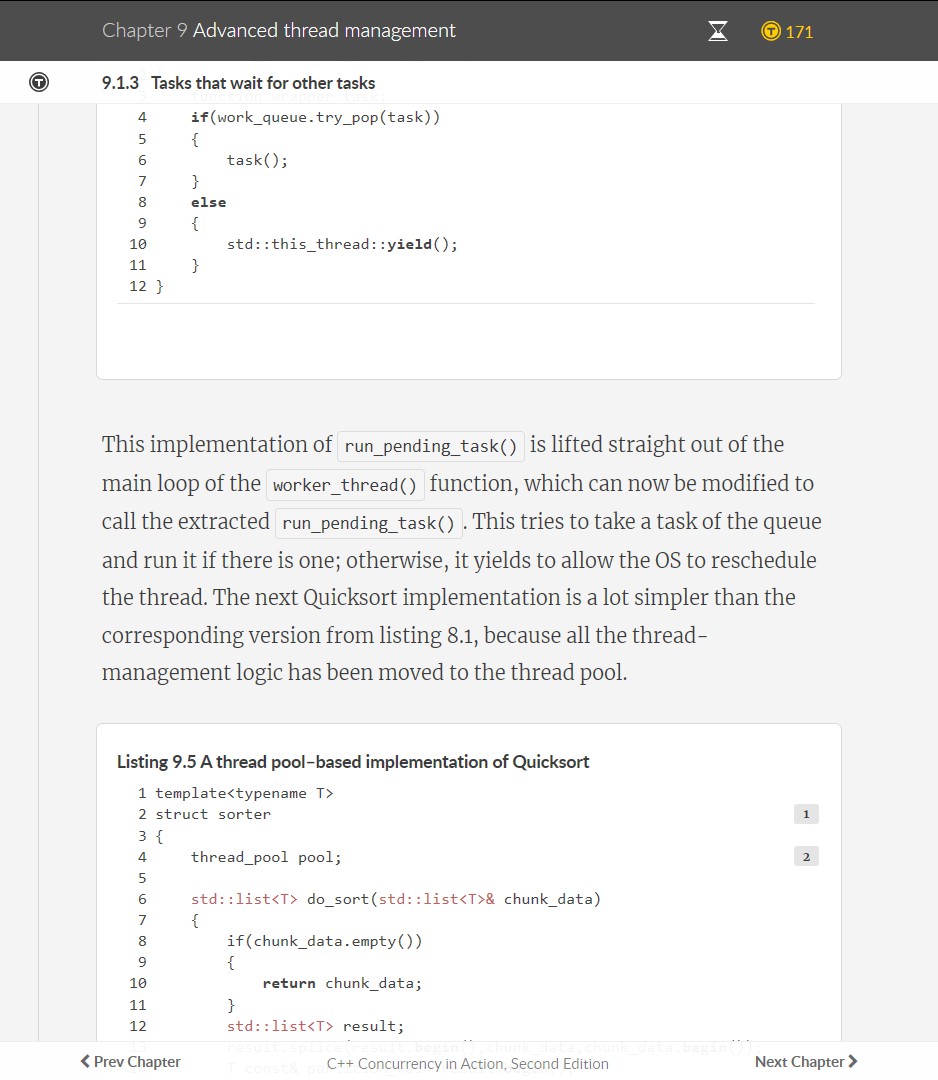 Chapter 9 Advanced thread management
171
9.1.3 Tasks that wait for other tasks
4 if(work_queue.try_pop(task))
5 {
6 task();
7 }
8 else
9 {
10 std::this_thread::yield();
11 }
12 }
This implementation of run_pending_task() is lifted straight out of the
main loop of the worker_thread() function, which can now be modified to
call the extracted run_pending_task(). This tries to take a task of the queue
and run it if there is one; otherwise, it yields to allow the OS to reschedule
the thread. The next Quicksort implementation is a lot simpler than the
corresponding version from listing 8.1, because all the thread-
management logic has been moved to the thread pool.
Listing 9.5 A thread pool–based implementation of Quicksort
1 template<typename T>
2 struct sorter 1
3 {
4 thread_pool pool; 2
5
6 std::list<T> do_sort(std::list<T>& chunk_data)
7 {
8 if(chunk_data.empty())
9 {
10 return chunk_data;
11 }
12 std::list<T> result;
Prev Chapter
C++ Concurrency in Action, Second Edition
Next Chapter